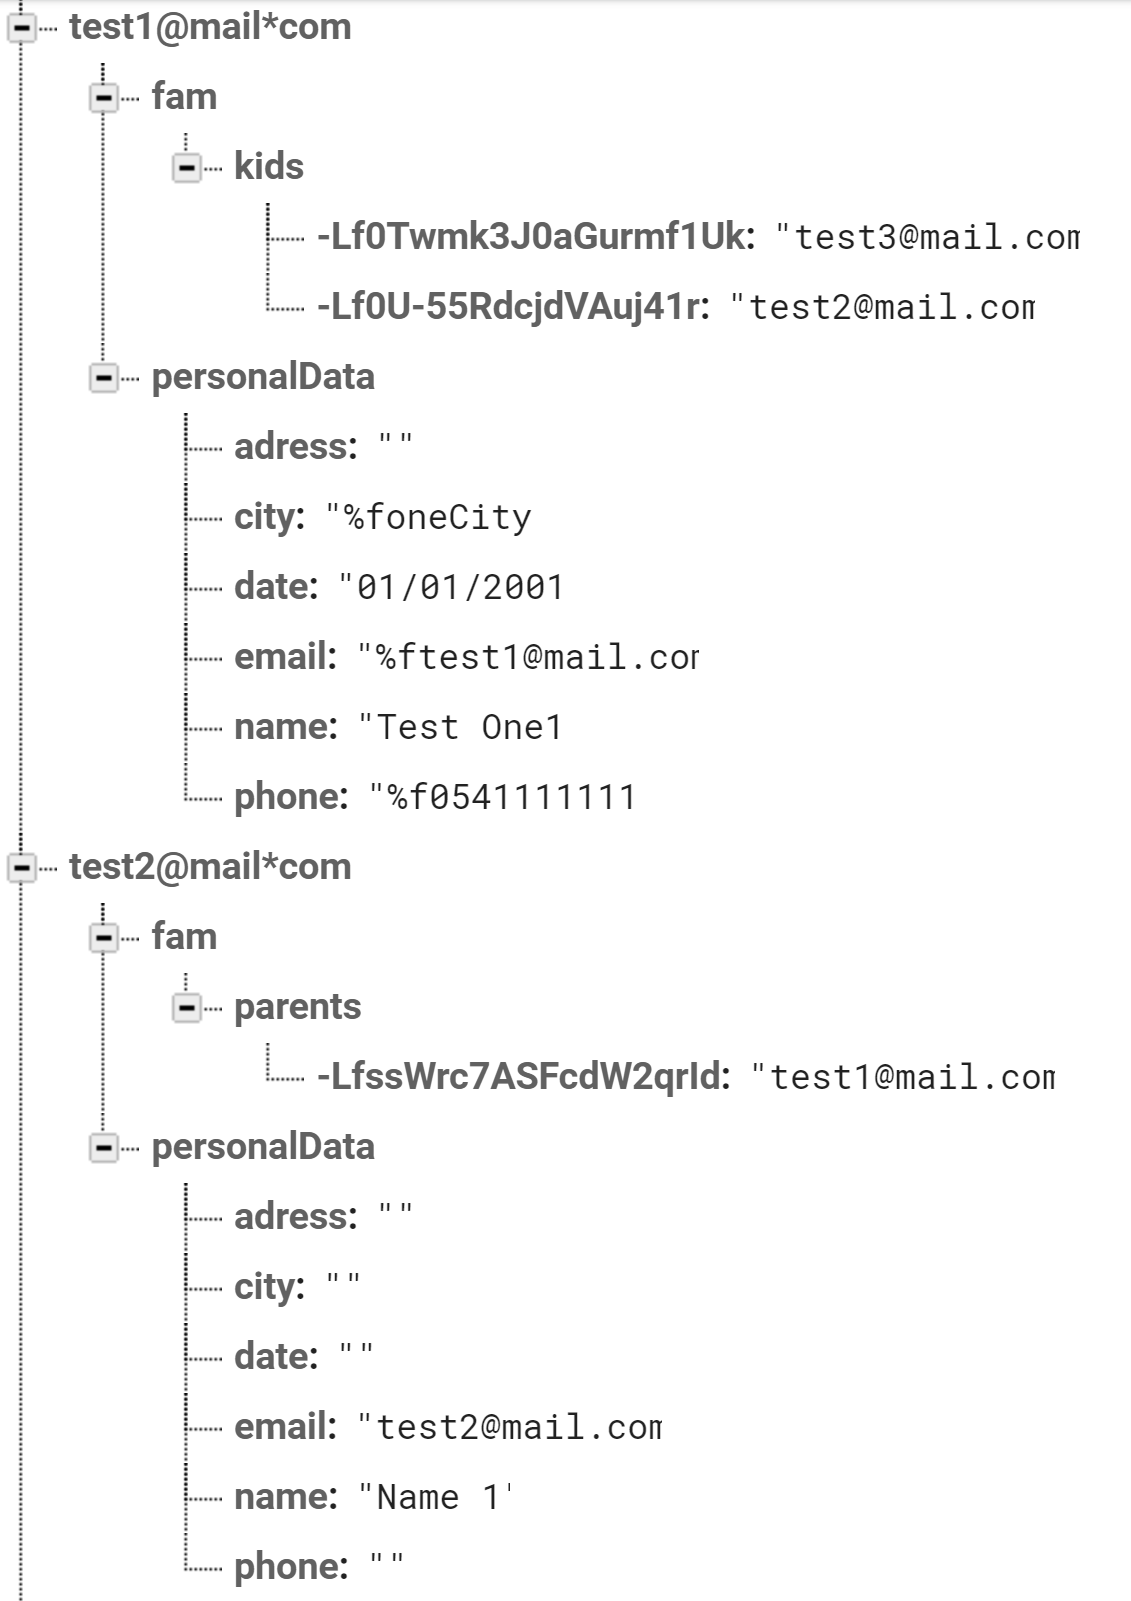 test1@mail*com
fam
kids
-Lf0Twmk3J0aGurmf1Uk: "test3@mail.com
-Lf0U-55RdcjdVAuj41r: "test2@mail.com
personalData
adress: ""
city: "%foneCity
date: "01/01/2001
email: "%ftest1@mail.com
name: "Test One1
phone: "%f0541111111
test2@mail*com
fam
parents
-LfssWrc7ASFcdW2qrId: "test1@mail.com
personalData
adress: ""
city: ""
date: ""
email: "test2@mail.com
name: "Name 1"
phone: ""